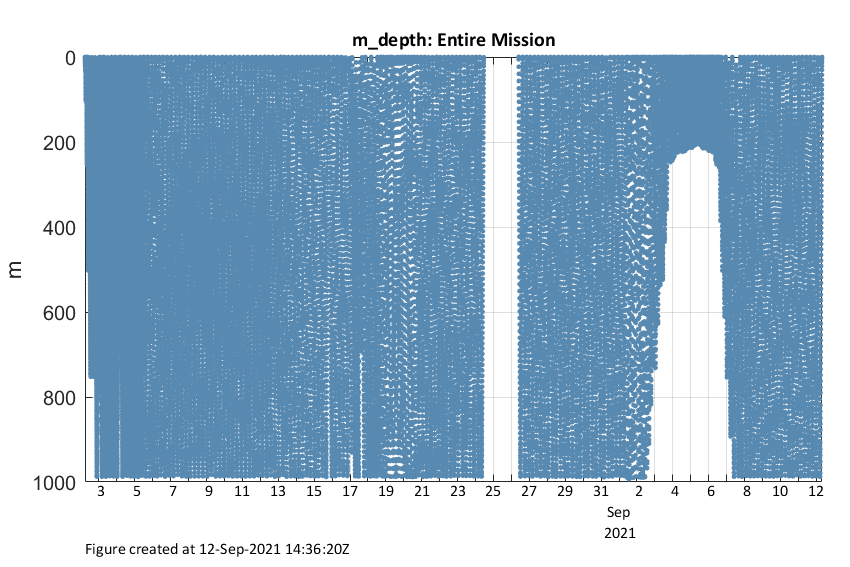 m_depth: Entire Mission
0
200
400
600
800
1000
m
3 5 7 9 11 13 15 17 19 21 23 25 27 29 31 2 4 6 8 10 12
Sep
2021
Figure created at 12-Sep-2021 14:36:20Z